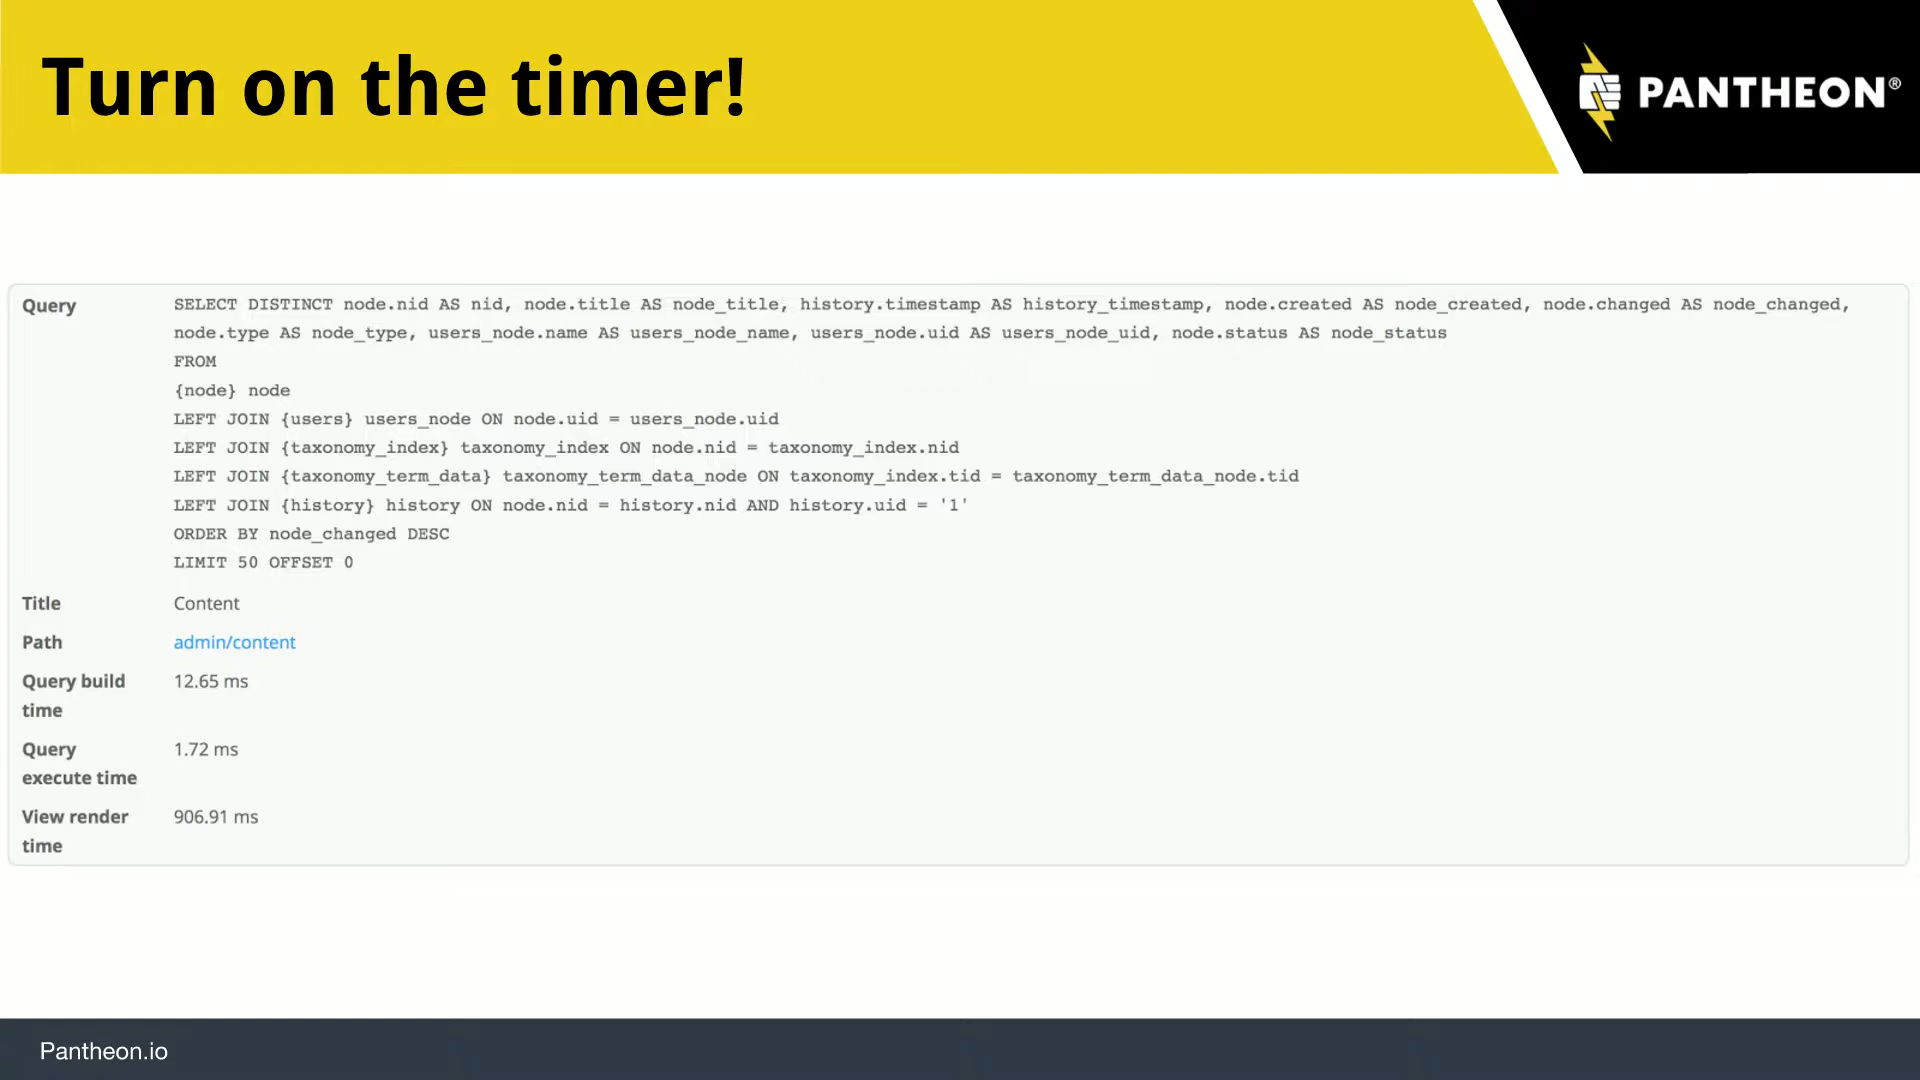 Turn on the timer!
PANTHEON®
Query
SELECT DISTINCT node.nid AS nid, node.title AS node_title, history.timestamp AS history_timestamp, node.created AS node_created, node.changed AS node_changed,
node.type AS node_type, users_node.name AS users_node_name, users_node.uid AS users_node_uid, node.status AS node_status
FROM
{node} node
LEFT JOIN {users} users_node ON node.uid = users_node.uid
LEFT JOIN {taxonomy_index} taxonomy_index ON node.nid = taxonomy_index.nid
LEFT JOIN {taxonomy_term_data} taxonomy_term_data_node ON taxonomy_index.tid = taxonomy_term_data_node.tid
LEFT JOIN {history} history ON node.nid = history.nid AND history.uid = '1'
ORDER BY node_changed DESC
LIMIT 50 OFFSET 0
Title
Content
Path
admin/content
Query build
time
12.65 ms
Query
execute time
1.72 ms
View render
time
906.91 ms
Pantheon.io